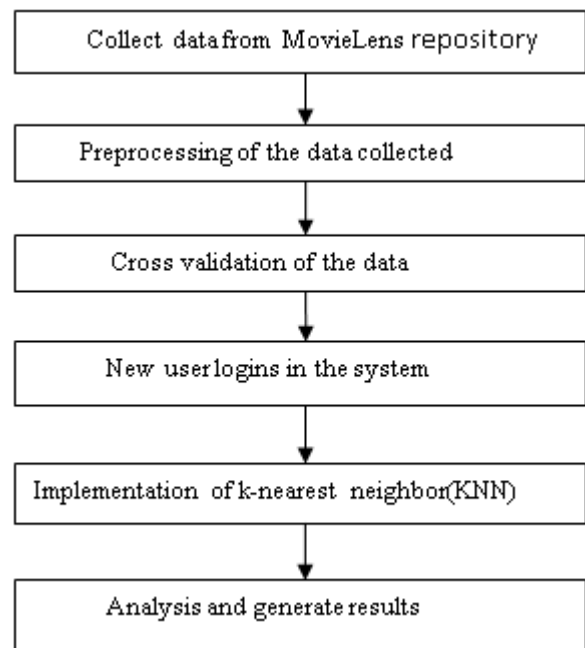 Collect data from MovieLens repository
Preprocessing of the data collected
Cross validation of the data
New user logins in the system
Implementation of k-nearest neighbor(KNN)
Analysis and generate results